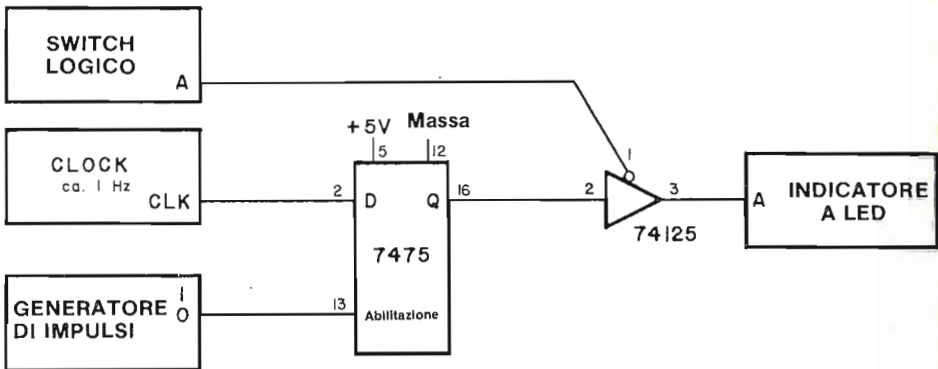 SWITCH
LOGICO
A
CLOCK
ca. 1 Hz
CLK
GENERATORE
DI IMPULSI
1
0
+5V
Massa
5
12
2
D
Q
16
7475
13
Abilitazione
1
2
3
74125
A
INDICATORE
A LED